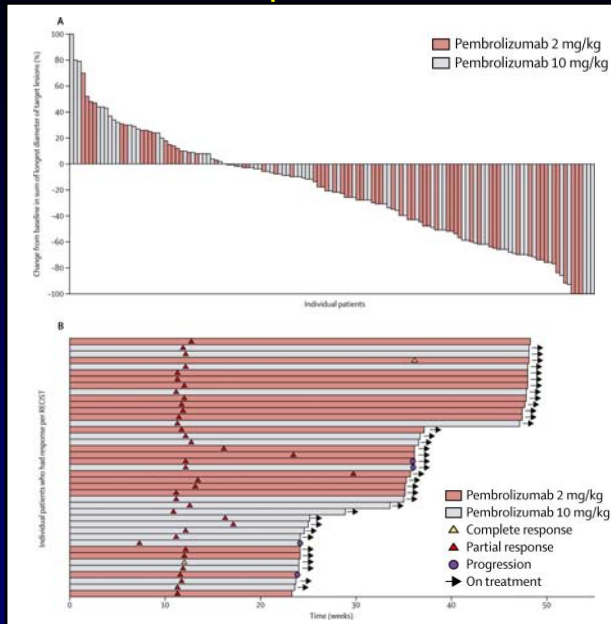 A
100
80
60
40
20
0
-20
-40
-60
-80
-100
Change from baseline in sum of longest diameter of target lesions (%)
Pembrolizumab 2 mg/kg
Pembrolizumab 10 mg/kg
Individual patients
B
Individual patients who had response per RECIST
Pembrolizumab 2 mg/kg
Pembrolizumab 10 mg/kg
Complete response
Partial response
Progression
On treatment
0 10 20 30 40 50
Time (weeks)